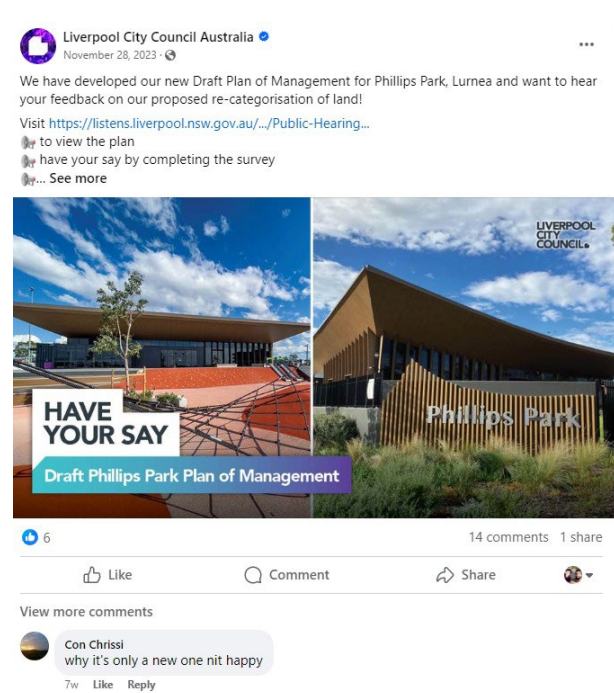 Liverpool City Council Australia
November 28, 2023 ·
We have developed our new Draft Plan of Management for Phillips Park, Lurnea and want to hear
your feedback on our proposed re-categorisation of land!
Visit https://listens.liverpool.nsw.gov.au/.../Public-Hearing...
to view the plan
have your say by completing the survey
... See more
LIVERPOOL
CITY
COUNCIL
HAVE
YOUR SAY
Phillips Park
Draft Phillips Park Plan of Management
6
14 comments 1 share
Like Comment Share
View more comments
Con Chrissi
why it's only a new one nit happy
7w Like Reply